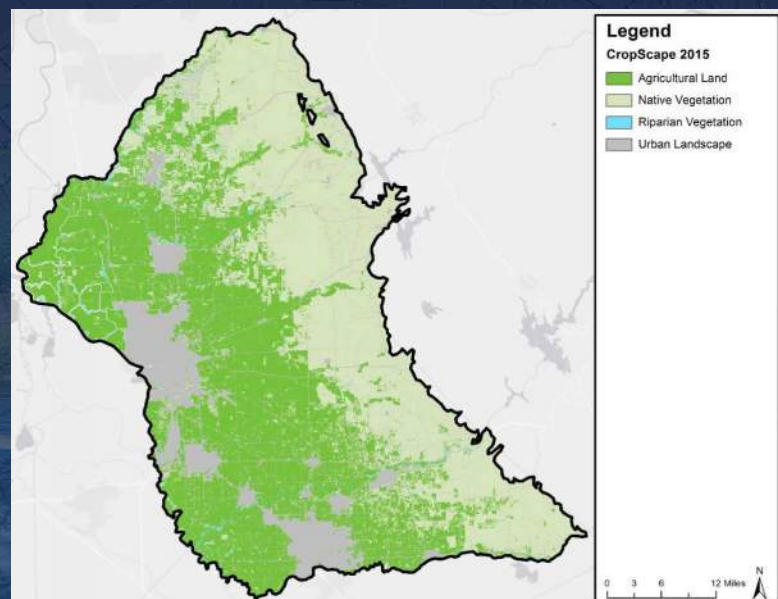 Legend
CropScape 2015
Agricultural Land
Native Vegetation
Riparian Vegetation
Urban Landscape
N
0 3 6 12 Miles